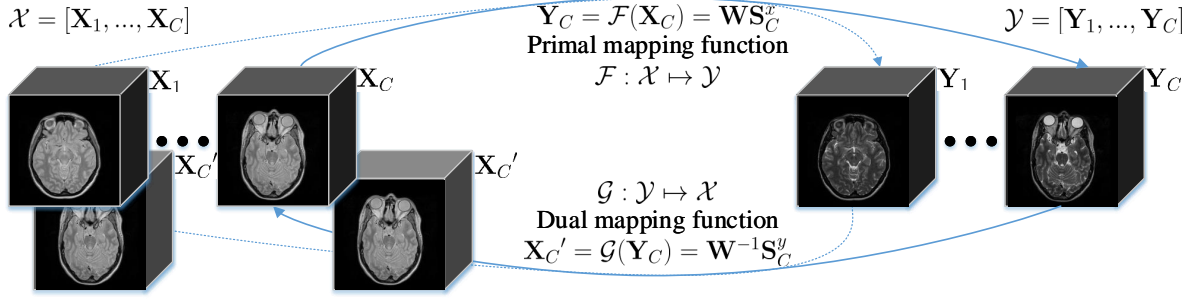 𝒳 = [X₁, ..., X_C]
Y_C = ℱ(X_C) = WS_C^x
Primal mapping function
ℱ : 𝒳 ↦ 𝒴
𝒴 = [Y₁, ..., Y_C]
X₁
X_C
Y₁
Y_C
X_C'
X_C'
𝒢 : 𝒴 ↦ 𝒳
Dual mapping function
X_C' = 𝒢(Y_C) = W⁻¹S_C^y